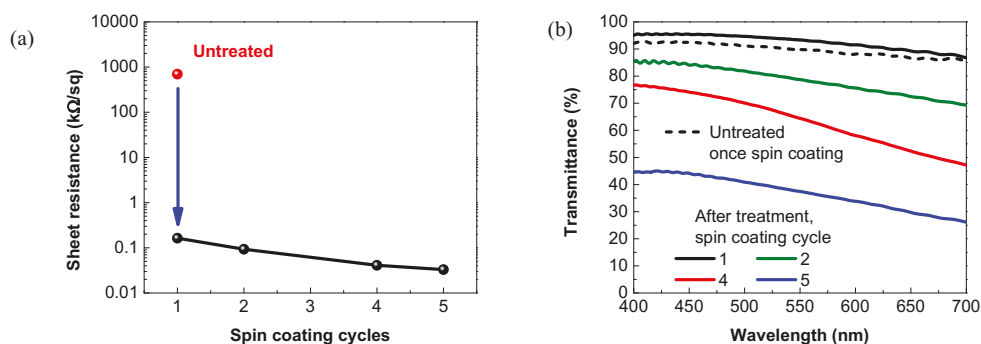 (a)
Sheet resistance (kΩ/sq)
10000
1000
100
10
1
0.1
0.01
Untreated
1 2 3 4 5
Spin coating cycles
(b)
Transmittance (%)
100
90
80
70
60
50
40
30
20
10
0
Untreated
once spin coating
After treatment,
spin coating cycle
1 2
4 5
400 450 500 550 600 650 700
Wavelength (nm)